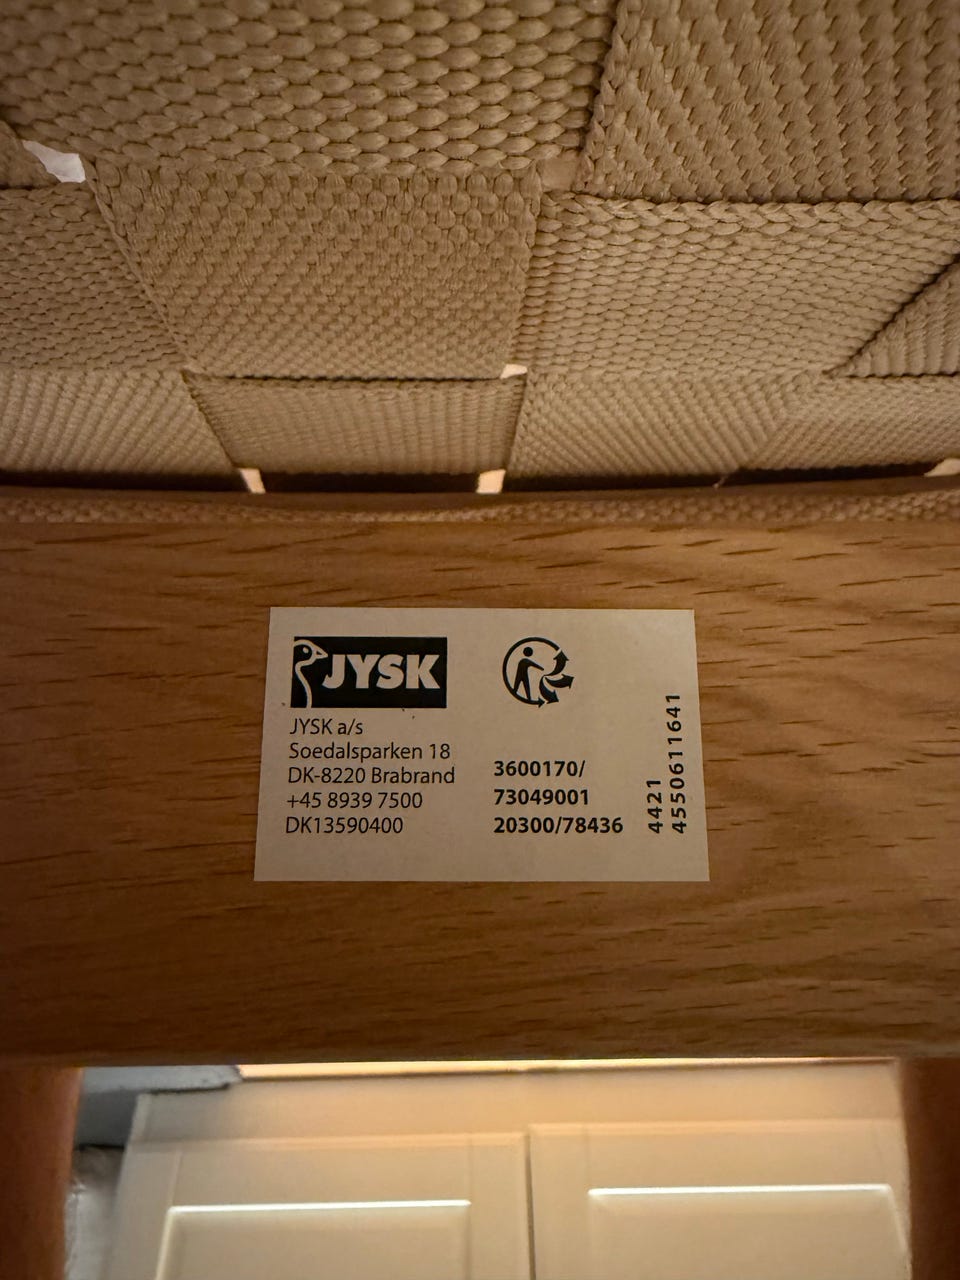 JYSK
JYSK a/s
Soedalsparken 18
DK-8220 Brabrand
+45 8939 7500
DK13590400
3600170/
73049001
20300/78436
4421
4550611641